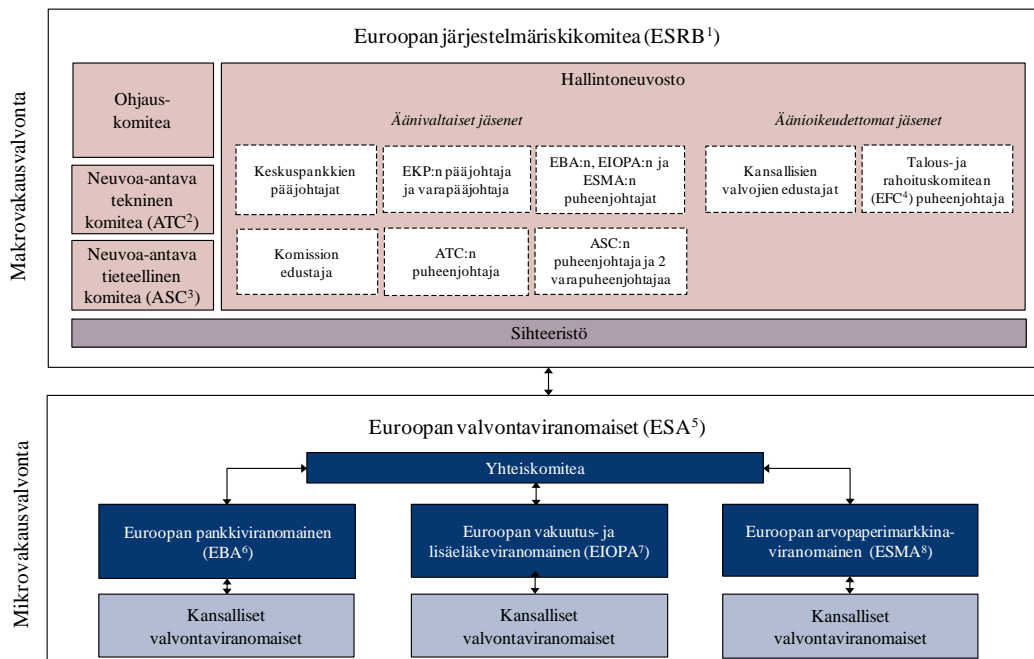 Makrovakausvalvonta
Euroopan järjestelmäriskikomitea (ESRB¹)
Ohjaus-
komitea
Neuvoa-antava
tekninen
komitea (ATC²)
Neuvoa-antava
tieteellinen
komitea (ASC³)
Hallintoneuvosto
Äänivaltaiset jäsenet
Keskuspankkien
pääjohtajat
EKP:n pääjohtaja
ja varapääjohtaja
EBA:n, EIOPA:n ja
ESMA:n
puheenjohtajat
Komission
edustaja
ATC:n
puheenjohtaja
ASC:n
puheenjohtaja ja 2
varapuheenjohtajaa
Äänioikeudettomat jäsenet
Kansallisien
valvojien edustajat
Talous- ja
rahoituskomitean
(EFC⁴) puheenjohtaja
Sihteeristö
Mikrovakausvalvonta
Euroopan valvontaviranomaiset (ESA⁵)
Yhteiskomitea
Euroopan pankkiviranomainen
(EBA⁶)
Euroopan vakuutus- ja
lisäeläkeviranomainen (EIOPA⁷)
Euroopan arvopaperimarkkina-
viranomainen (ESMA⁸)
Kansalliset
valvontaviranomaiset
Kansalliset
valvontaviranomaiset
Kansalliset
valvontaviranomaiset